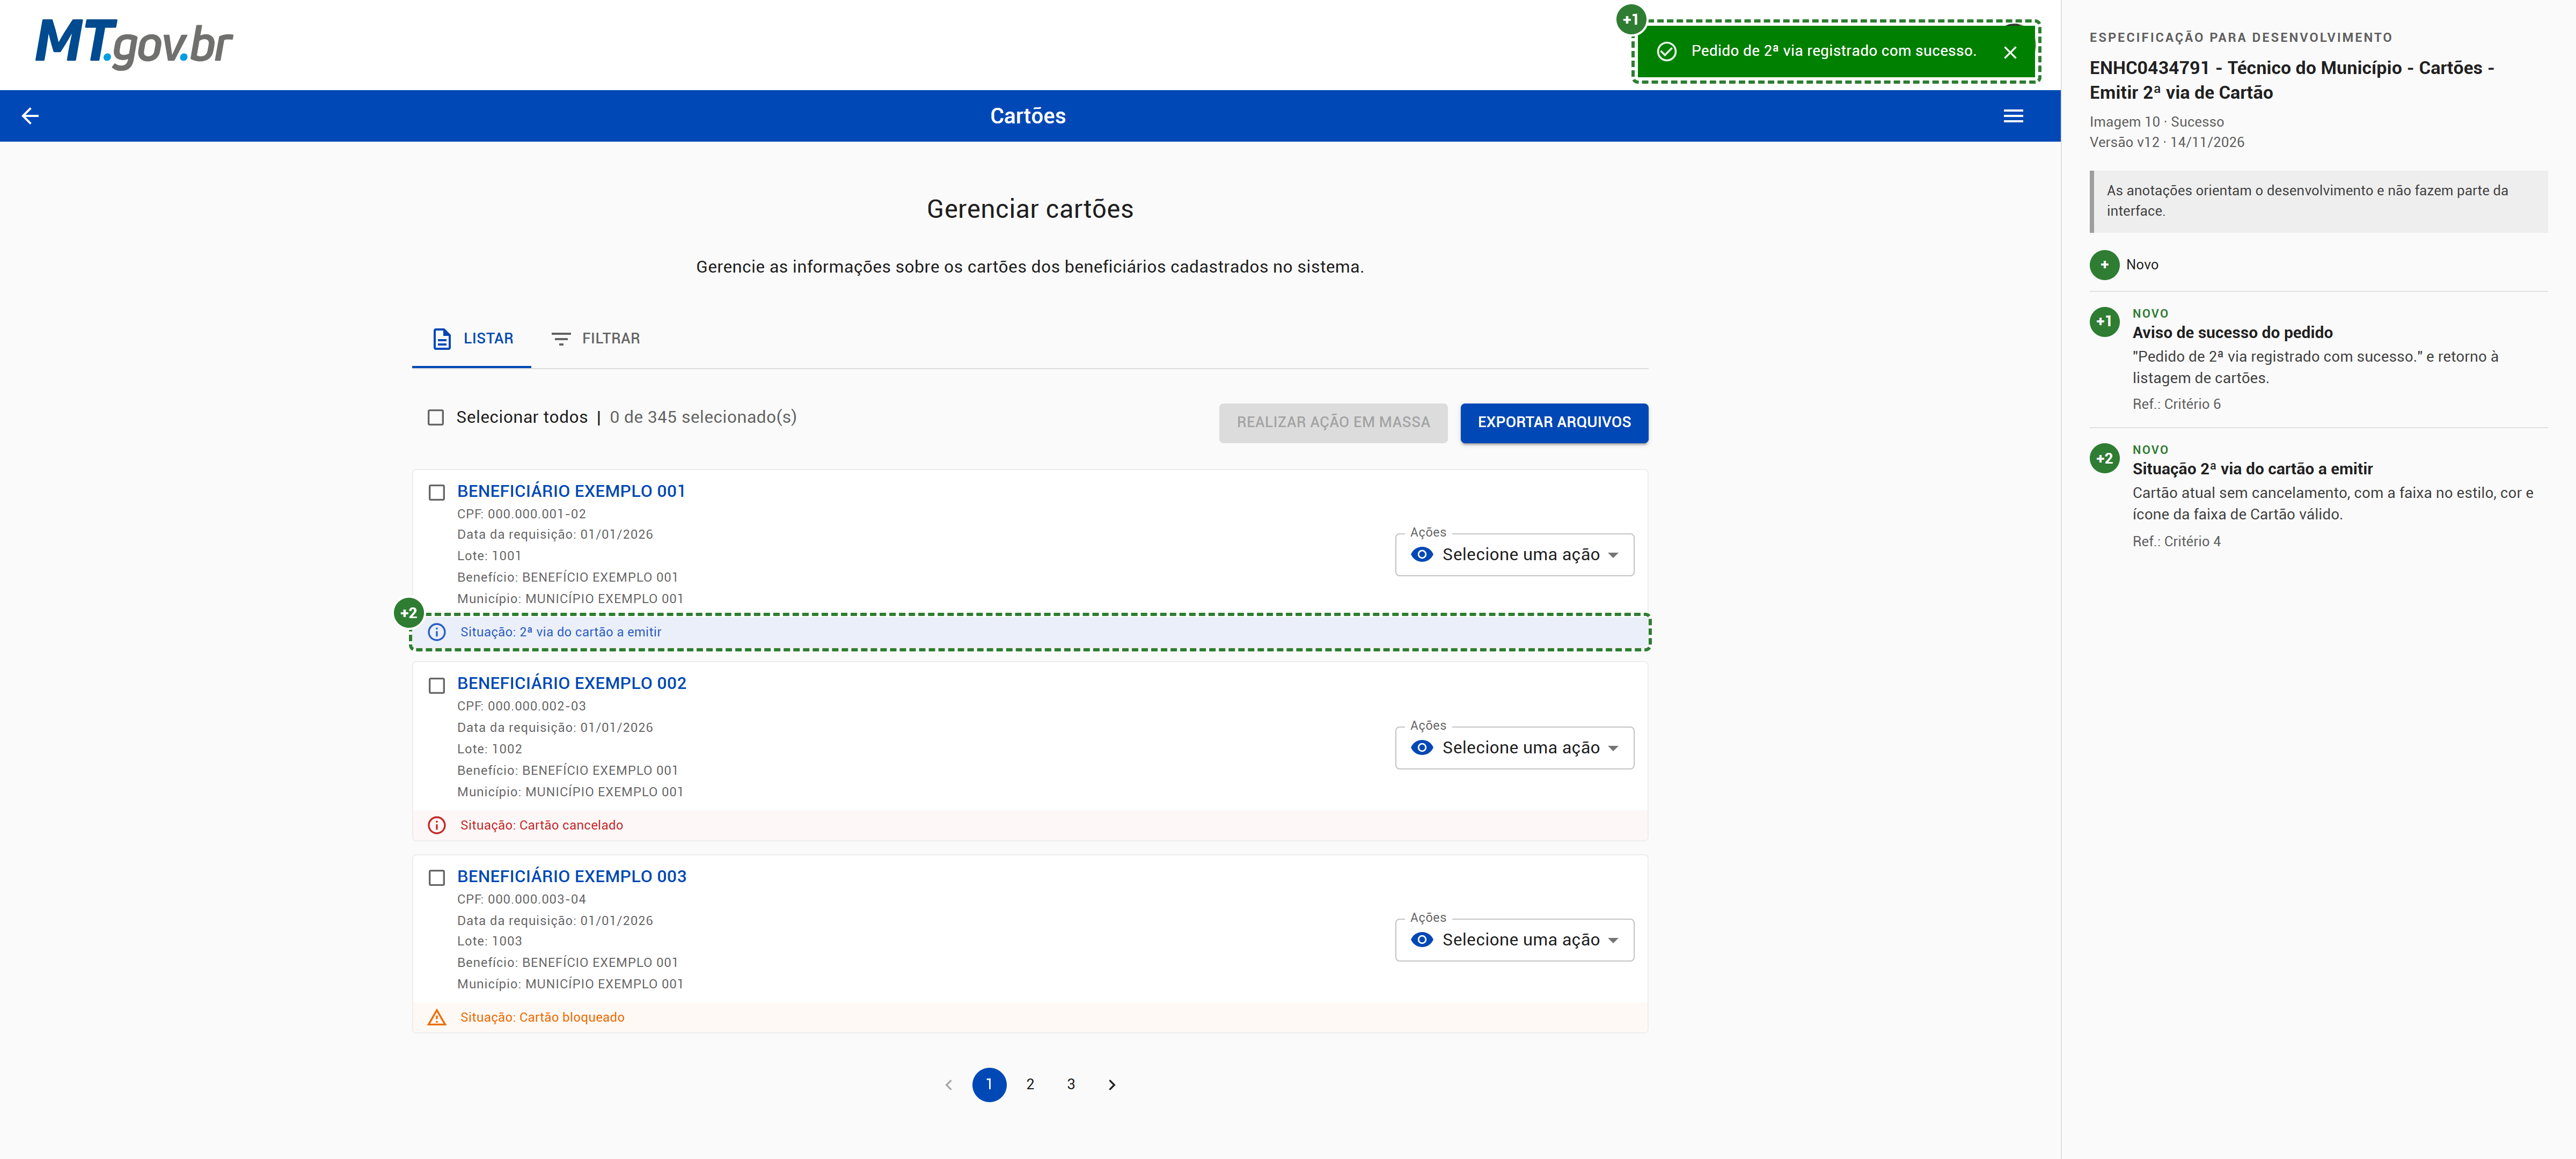 MT.gov.br
+1
Pedido de 2ª via registrado com sucesso.
Cartões
Gerenciar cartões
Gerencie as informações sobre os cartões dos beneficiários cadastrados no sistema.
LISTAR
FILTRAR
Selecionar todos | 0 de 345 selecionado(s)
REALIZAR AÇÃO EM MASSA
EXPORTAR ARQUIVOS
BENEFICIÁRIO EXEMPLO 001
CPF: 000.000.001-02
Data da requisição: 01/01/2026
Lote: 1001
Benefício: BENEFÍCIO EXEMPLO 001
Município: MUNICÍPIO EXEMPLO 001
Ações
Selecione uma ação
+2
Situação: 2ª via do cartão a emitir
BENEFICIÁRIO EXEMPLO 002
CPF: 000.000.002-03
Data da requisição: 01/01/2026
Lote: 1002
Benefício: BENEFÍCIO EXEMPLO 001
Município: MUNICÍPIO EXEMPLO 001
Ações
Selecione uma ação
Situação: Cartão cancelado
BENEFICIÁRIO EXEMPLO 003
CPF: 000.000.003-04
Data da requisição: 01/01/2026
Lote: 1003
Benefício: BENEFÍCIO EXEMPLO 001
Município: MUNICÍPIO EXEMPLO 001
Ações
Selecione uma ação
Situação: Cartão bloqueado
1
2
3
ESPECIFICAÇÃO PARA DESENVOLVIMENTO
ENHC0434791 - Técnico do Município - Cartões -
Emitir 2ª via de Cartão
Imagem 10 · Sucesso
Versão v12 · 14/11/2026
As anotações orientam o desenvolvimento e não fazem parte da
interface.
+ Novo
+1
NOVO
Aviso de sucesso do pedido
"Pedido de 2ª via registrado com sucesso." e retorno à
listagem de cartões.
Ref.: Critério 6
+2
NOVO
Situação 2ª via do cartão a emitir
Cartão atual sem cancelamento, com a faixa no estilo, cor e
ícone da faixa de Cartão válido.
Ref.: Critério 4